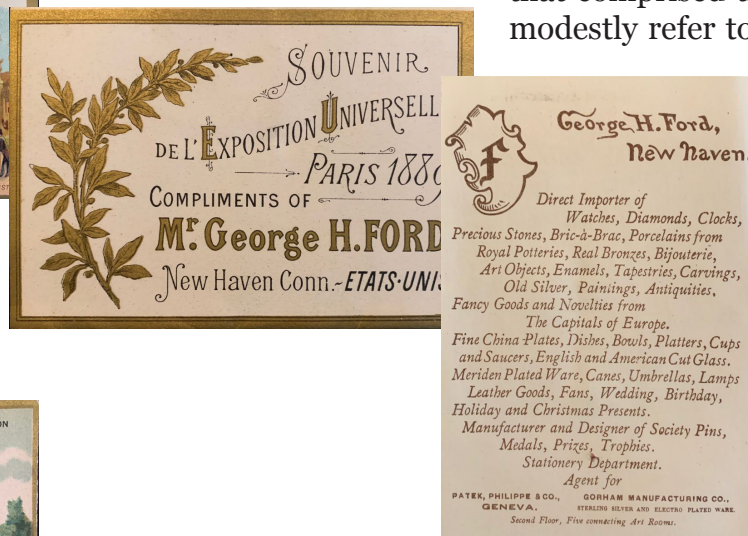 that comprised
modestly refer to
SOUVENIR
DE L'EXPOSITION UNIVERSELL
PARIS 188
COMPLIMENTS OF
Mr. George H. FORD
New Haven Conn.-ETATS-UNIS
F
George H. Ford,
New Haven
Direct Importer of
Watches, Diamonds, Clocks,
Precious Stones, Bric-à-Brac, Porcelains from
Royal Potteries, Real Bronzes, Bijouterie,
Art Objects, Enamels, Tapestries, Carvings,
Old Silver, Paintings, Antiquities,
Fancy Goods and Novelties from
The Capitals of Europe.
Fine China Plates, Dishes, Bowls, Platters, Cups
and Saucers, English and American Cut Glass.
Meriden Plated Ware, Canes, Umbrellas, Lamps
Leather Goods, Fans, Wedding, Birthday,
Holiday and Christmas Presents.
Manufacturer and Designer of Society Pins,
Medals, Prizes, Trophies.
Stationery Department.
Agent for
PATEK, PHILIPPE & CO., GORHAM MANUFACTURING CO.,
GENEVA. STERLING SILVER AND ELECTRO PLATED WARE.
Second Floor, Five connecting Art Rooms.
ON